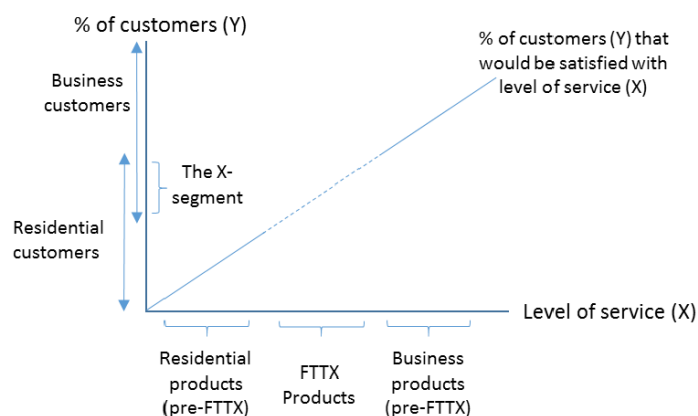 % of customers (Y)
% of customers (Y) that
would be satisfied with
level of service (X)
Business
customers
The X-
segment
Residential
customers
Level of service (X)
Residential
products
(pre-FTTX)
FTTX
Products
Business
products
(pre-FTTX)